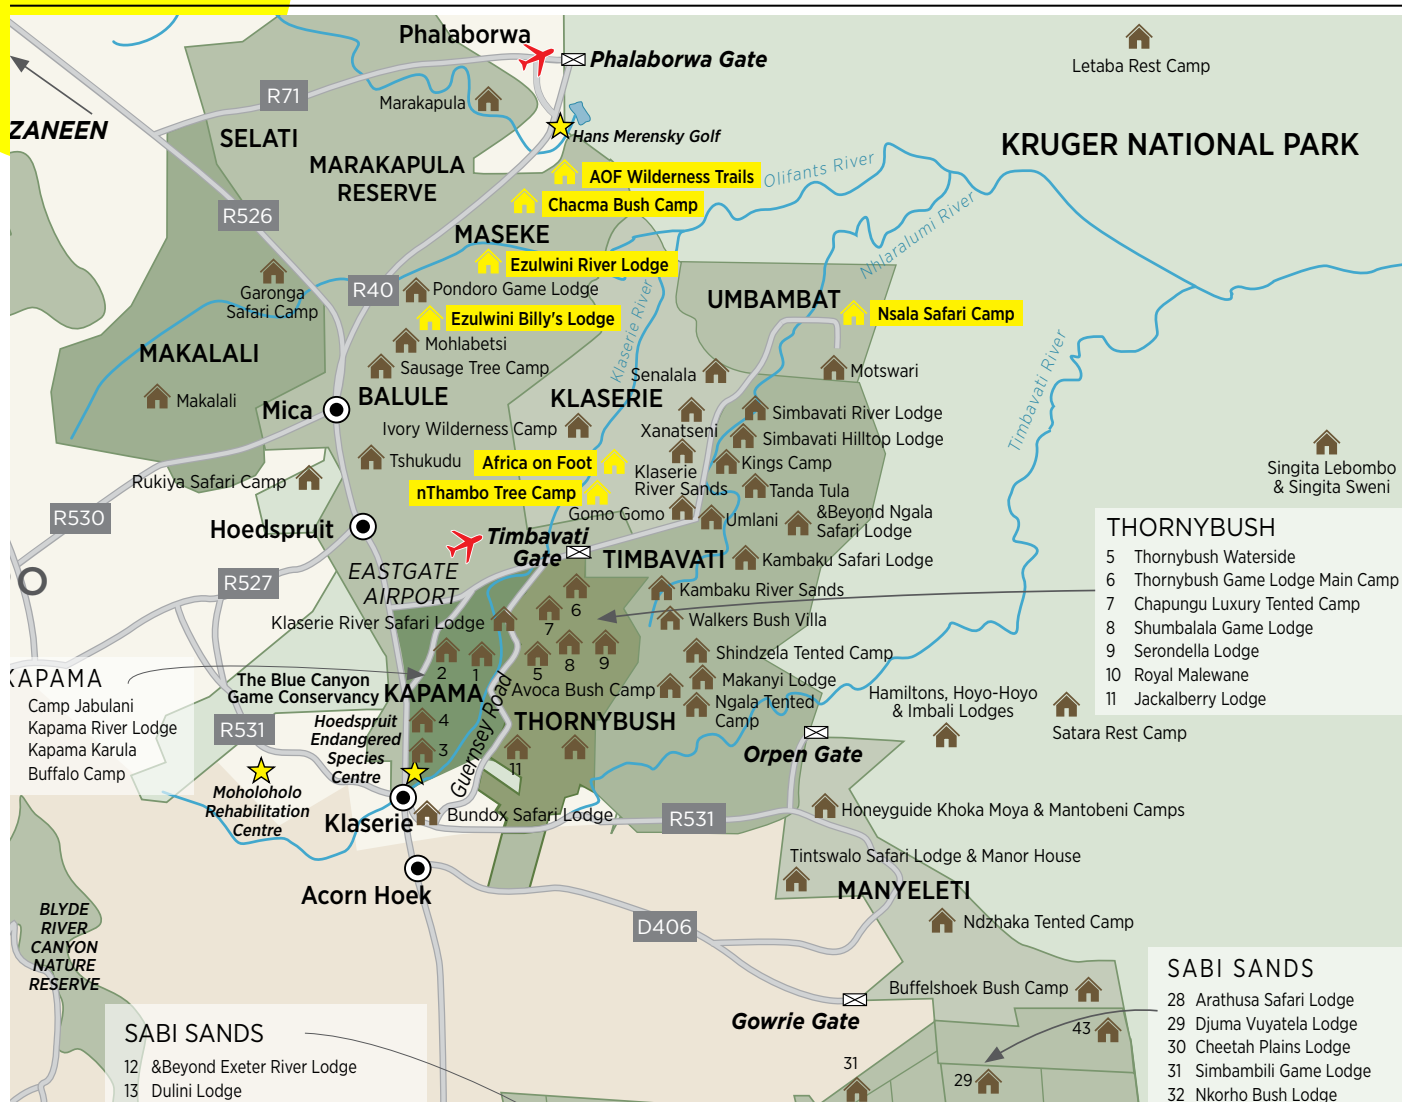 Phalaborwa
Phalaborwa Gate
Letaba Rest Camp
R71
Marakapula
ZANEEN
SELATI
Hans Merensky Golf
KRUGER NATIONAL PARK
MARAKAPULA
RESERVE
AOF Wilderness Trails
Olifants River
Chacma Bush Camp
R526
Nhlaralumi River
MASEKE
Ezulwini River Lodge
Garonga
Safari Camp
R40
Pondoro Game Lodge
Klaserie River
UMBAMBAT
Nsala Safari Camp
Ezulwini Billy's Lodge
Mohlabetsi
MAKALALI
Sausage Tree Camp
Senalala
Motswari
Timbavati River
Makalali
Mica
BALULE
KLASERIE
Simbavati River Lodge
Ivory Wilderness Camp
Xanatseni
Simbavati Hilltop Lodge
Tshukudu
Africa on Foot
Klaserie
River Sands
Kings Camp
Singita Lebombo
& Singita Sweni
Rukiya Safari Camp
nThambo Tree Camp
Tanda Tula
Gomo Gomo
Umlani
&Beyond Ngala
Safari Lodge
R530
Hoedspruit
Timbavati
Gate
TIMBAVATI
Kambaku Safari Lodge
THORNYBUSH
5 Thornybush Waterside
6 Thornybush Game Lodge Main Camp
7 Chapungu Luxury Tented Camp
8 Shumbalala Game Lodge
9 Serondella Lodge
10 Royal Malewane
11 Jackalberry Lodge
O
R527
EASTGATE
AIRPORT
Kambaku River Sands
6
7
Klaserie River Safari Lodge
Walkers Bush Villa
2
1
5
8
9
Shindzela Tented Camp
KAPAMA
Camp Jabulani
Kapama River Lodge
Kapama Karula
Buffalo Camp
The Blue Canyon
Game Conservancy
KAPAMA
Avoca Bush Camp
Makanyi Lodge
Ngala Tented
Camp
Hamiltons, Hoyo-Hoyo
& Imbali Lodges
Satara Rest Camp
R531
Hoedspruit
Endangered
Species
Centre
4
3
Guernsey Road
THORNYBUSH
11
Orpen Gate
Moholoholo
Rehabilitation
Centre
Klaserie
Bundox Safari Lodge
R531
Honeyguide Khoka Moya & Mantobeni Camps
Tintswalo Safari Lodge & Manor House
Acorn Hoek
MANYELETI
D406
Ndzhaka Tented Camp
BLYDE
RIVER
CANYON
NATURE
RESERVE
Buffelshoek Bush Camp
Gowrie Gate
43
31
29
SABI SANDS
12 &Beyond Exeter River Lodge
13 Dulini Lodge
SABI SANDS
28 Arathusa Safari Lodge
29 Djuma Vuyatela Lodge
30 Cheetah Plains Lodge
31 Simbambili Game Lodge
32 Nkorho Bush Lodge